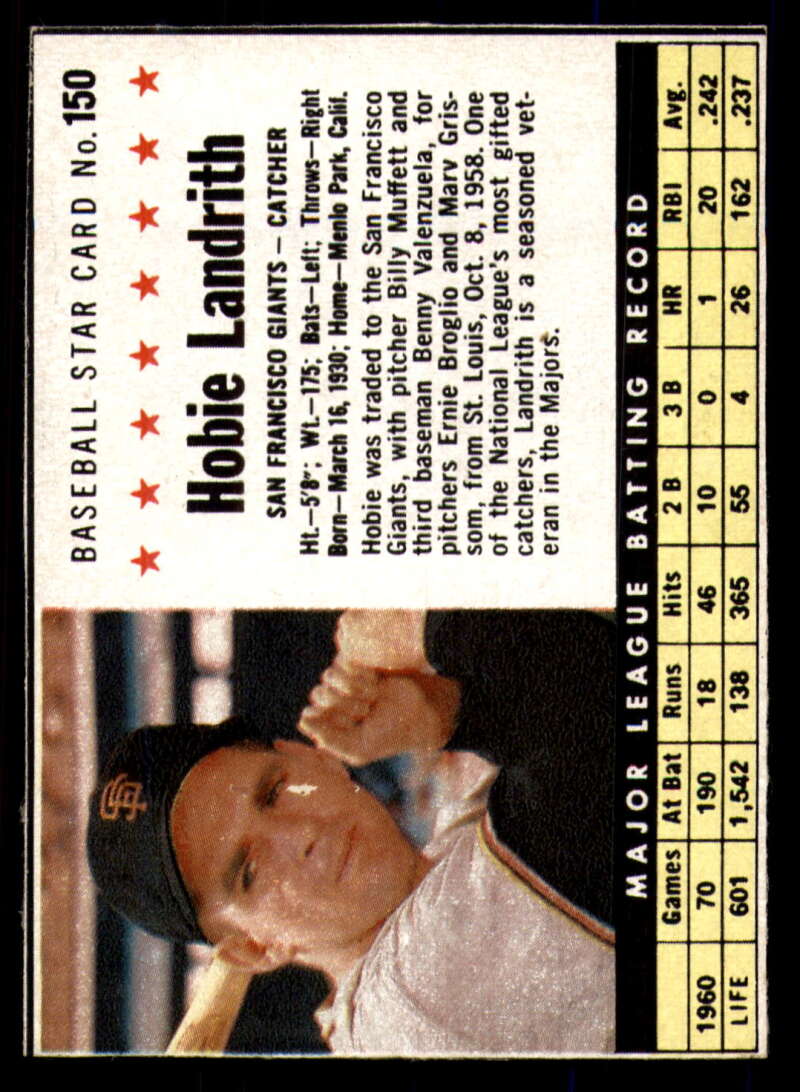 BASEBALL STAR CARD No. 150
Hobie Landrith
SAN FRANCISCO GIANTS – CATCHER
Ht.–5'8"; Wt.–175; Bats–Left; Throws–Right
Born–March 16, 1930; Home–Menlo Park, Calif.
Hobie was traded to the San Francisco
Giants, with pitcher Billy Muffett and
third baseman Benny Valenzuela, for
pitchers Ernie Broglio and Marv Gris-
som, from St. Louis, Oct. 8, 1958. One
of the National League's most gifted
catchers, Landrith is a seasoned vet-
eran in the Majors.
SF
MAJOR LEAGUE BATTING RECORD
Games At Bat Runs Hits 2 B 3 B HR RBI Avg.
1960 70 190 18 46 10 0 1 20 .242
LIFE 601 1,542 138 365 55 4 26 162 .237